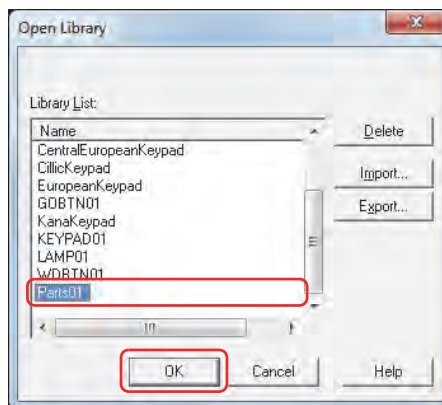 Open Library
Library List:
Name
CentralEuropeanKeypad
CillicKeypad
EuropeanKeypad
GOBTN01
KanaKeypad
KEYPAD01
LAMP01
WDBTN01
Parts01
Delete
Import...
Export...
OK
Cancel
Help